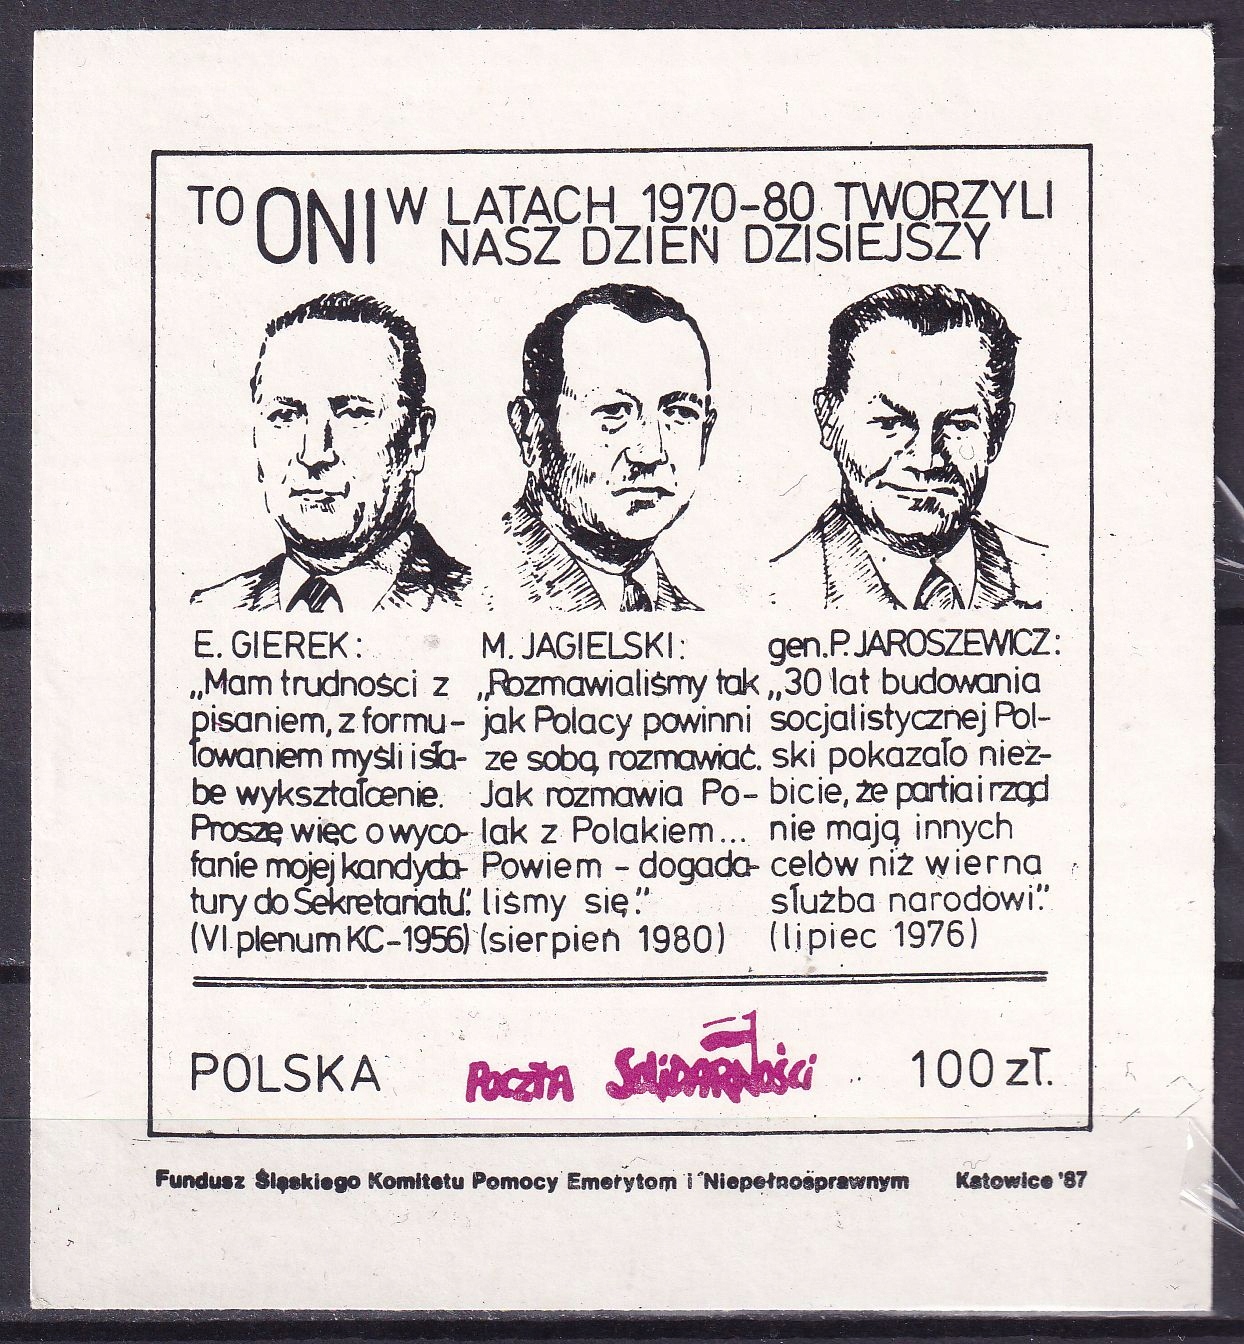 TO ONI W LATACH 1970-80 TWORZYLI
NASZ DZIEŃ DZISIEJSZY
E. GIEREK:
„Mam trudności z
pisaniem, z formu-
łowaniem myśli i sła-
be wykształcenie.
Proszę więc o wyco-
fanie mojej kandyda-
tury do Sekretariatu”.
(VI plenum KC-1956)
M. JAGIELSKI:
„Rozmawialiśmy tak
jak Polacy powinni
ze sobą rozmawiać.
Jak rozmawia Po-
lak z Polakiem...
Powiem - dogada-
liśmy się.”
(sierpień 1980)
gen. P. JAROSZEWICZ:
„30 lat budowania
socjalistycznej Pol-
ski pokazało niez-
bicie, że partia i rząd
nie mają innych
celów niż wierna
służba narodowi.”
(lipiec 1976)
POLSKA POCZTA SOLIDARNOŚCI 100 zł.
Fundusz Śląskiego Komitetu Pomocy Emerytom i Niepełnosprawnym Katowice '87